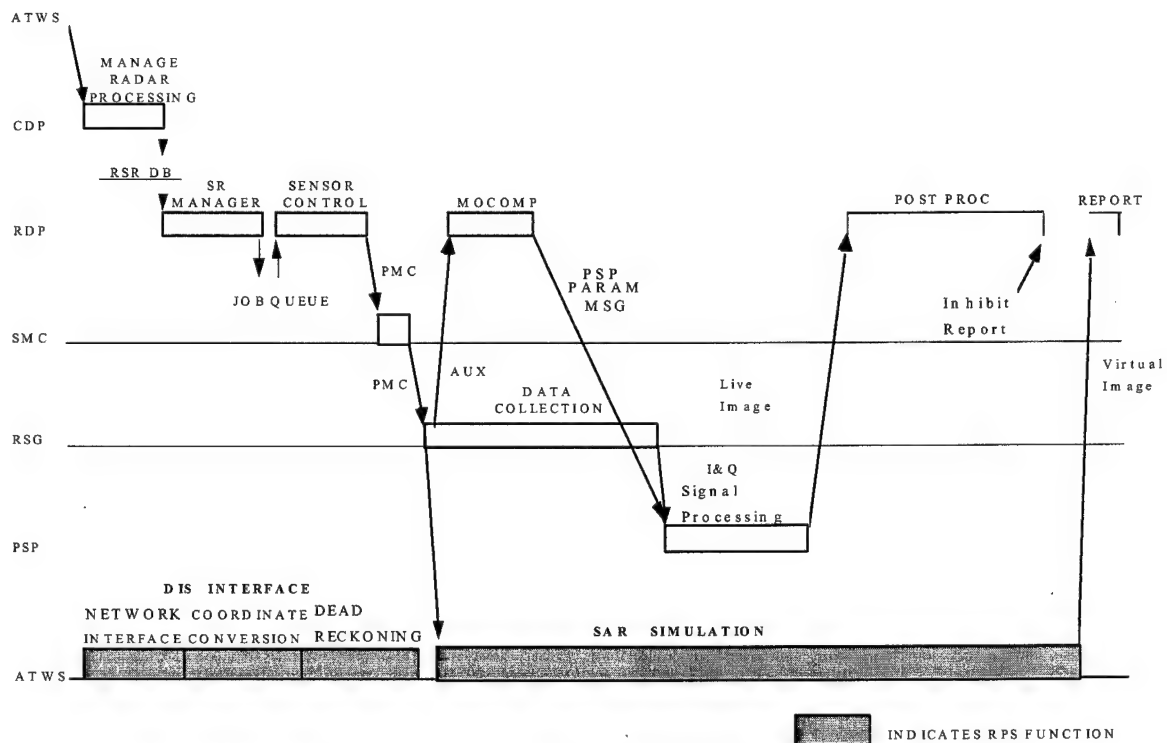 ATWS
MANAGE
RADAR
PROCESSING
CDP
RSR DB
SR
MANAGER
SENSOR
CONTROL
MOCOMP
POST PROC
REPORT
RDP
PMC
PSP
PARAM
MSG
JOB QUEUE
Inhibit
Report
SMC
PMC
AUX
DATA
COLLECTION
Live
Image
Virtual
Image
RSG
I&Q
Signal
Processing
PSP
DIS INTERFACE
NETWORK COORDINATE DEAD
INTERFACE CONVERSION RECKONING
SAR SIMULATION
ATWS
INDICATES RPS FUNCTION